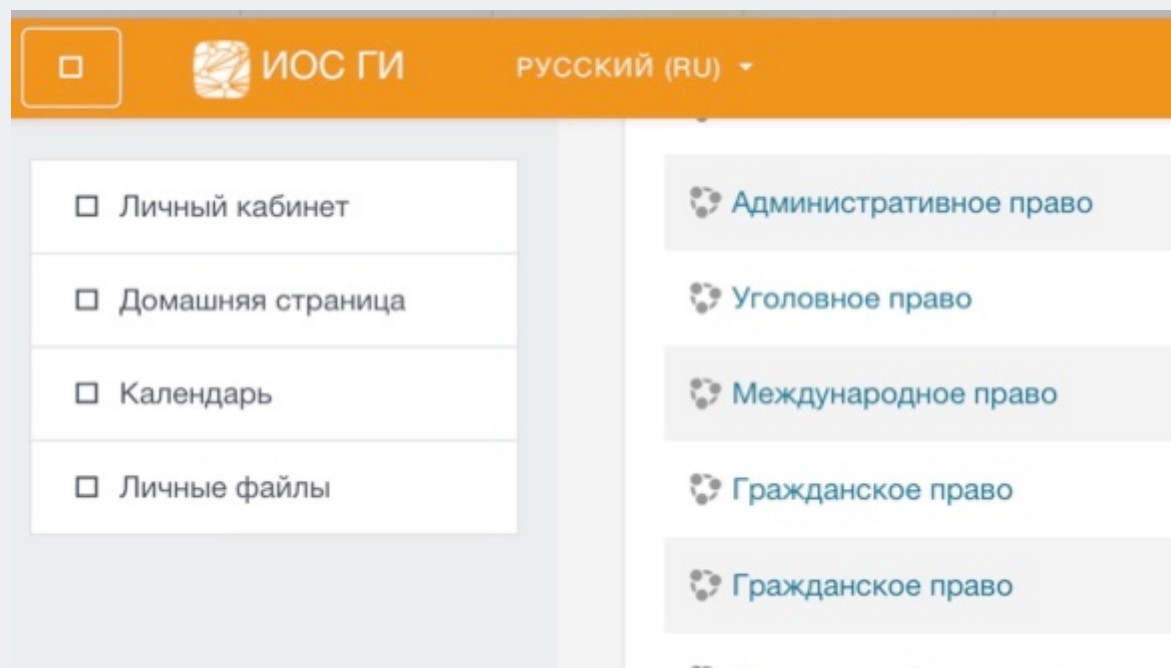 ИОС ГИ
РУССКИЙ (RU)
Личный кабинет
Домашняя страница
Календарь
Личные файлы
Административное право
Уголовное право
Международное право
Гражданское право
Гражданское право